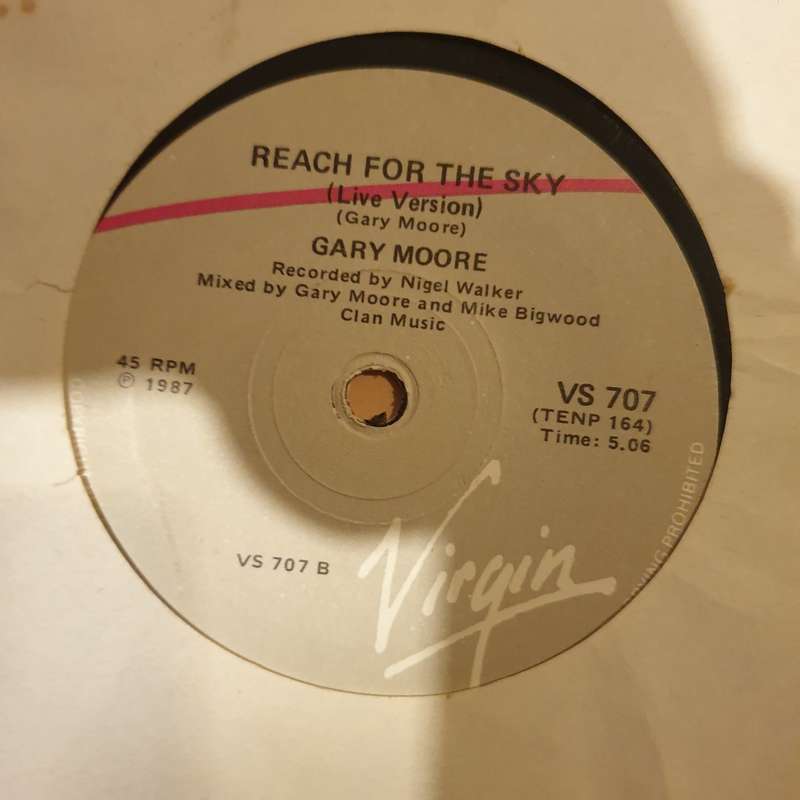 REACH FOR THE SKY
(Live Version)
(Gary Moore)
GARY MOORE
Recorded by Nigel Walker
Mixed by Gary Moore and Mike Bigwood
Clan Music
45 RPM
℗ 1987
VS 707
(TENP 164)
Time: 5.06
VS 707 B
Virgin
PROHIBITED